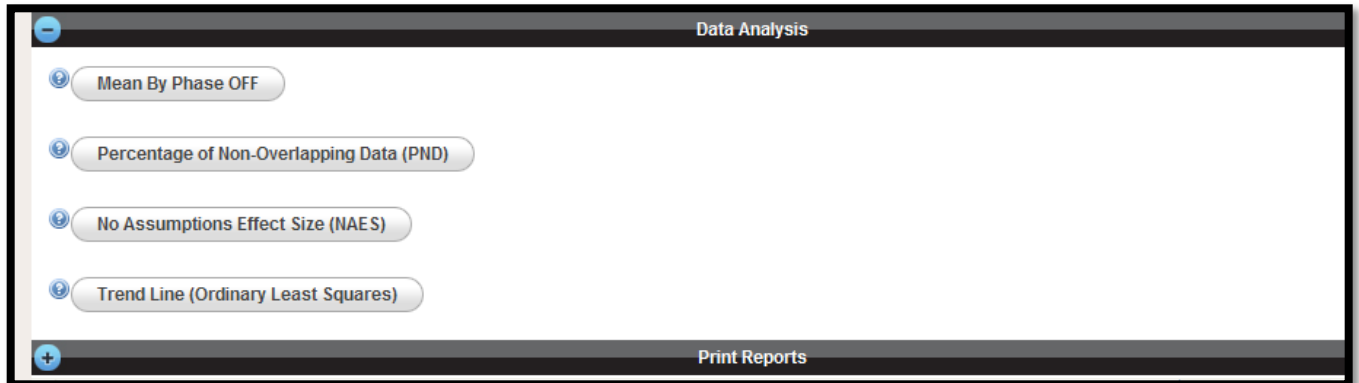 Data Analysis
Mean By Phase OFF
Percentage of Non-Overlapping Data (PND)
No Assumptions Effect Size (NAES)
Trend Line (Ordinary Least Squares)
Print Reports